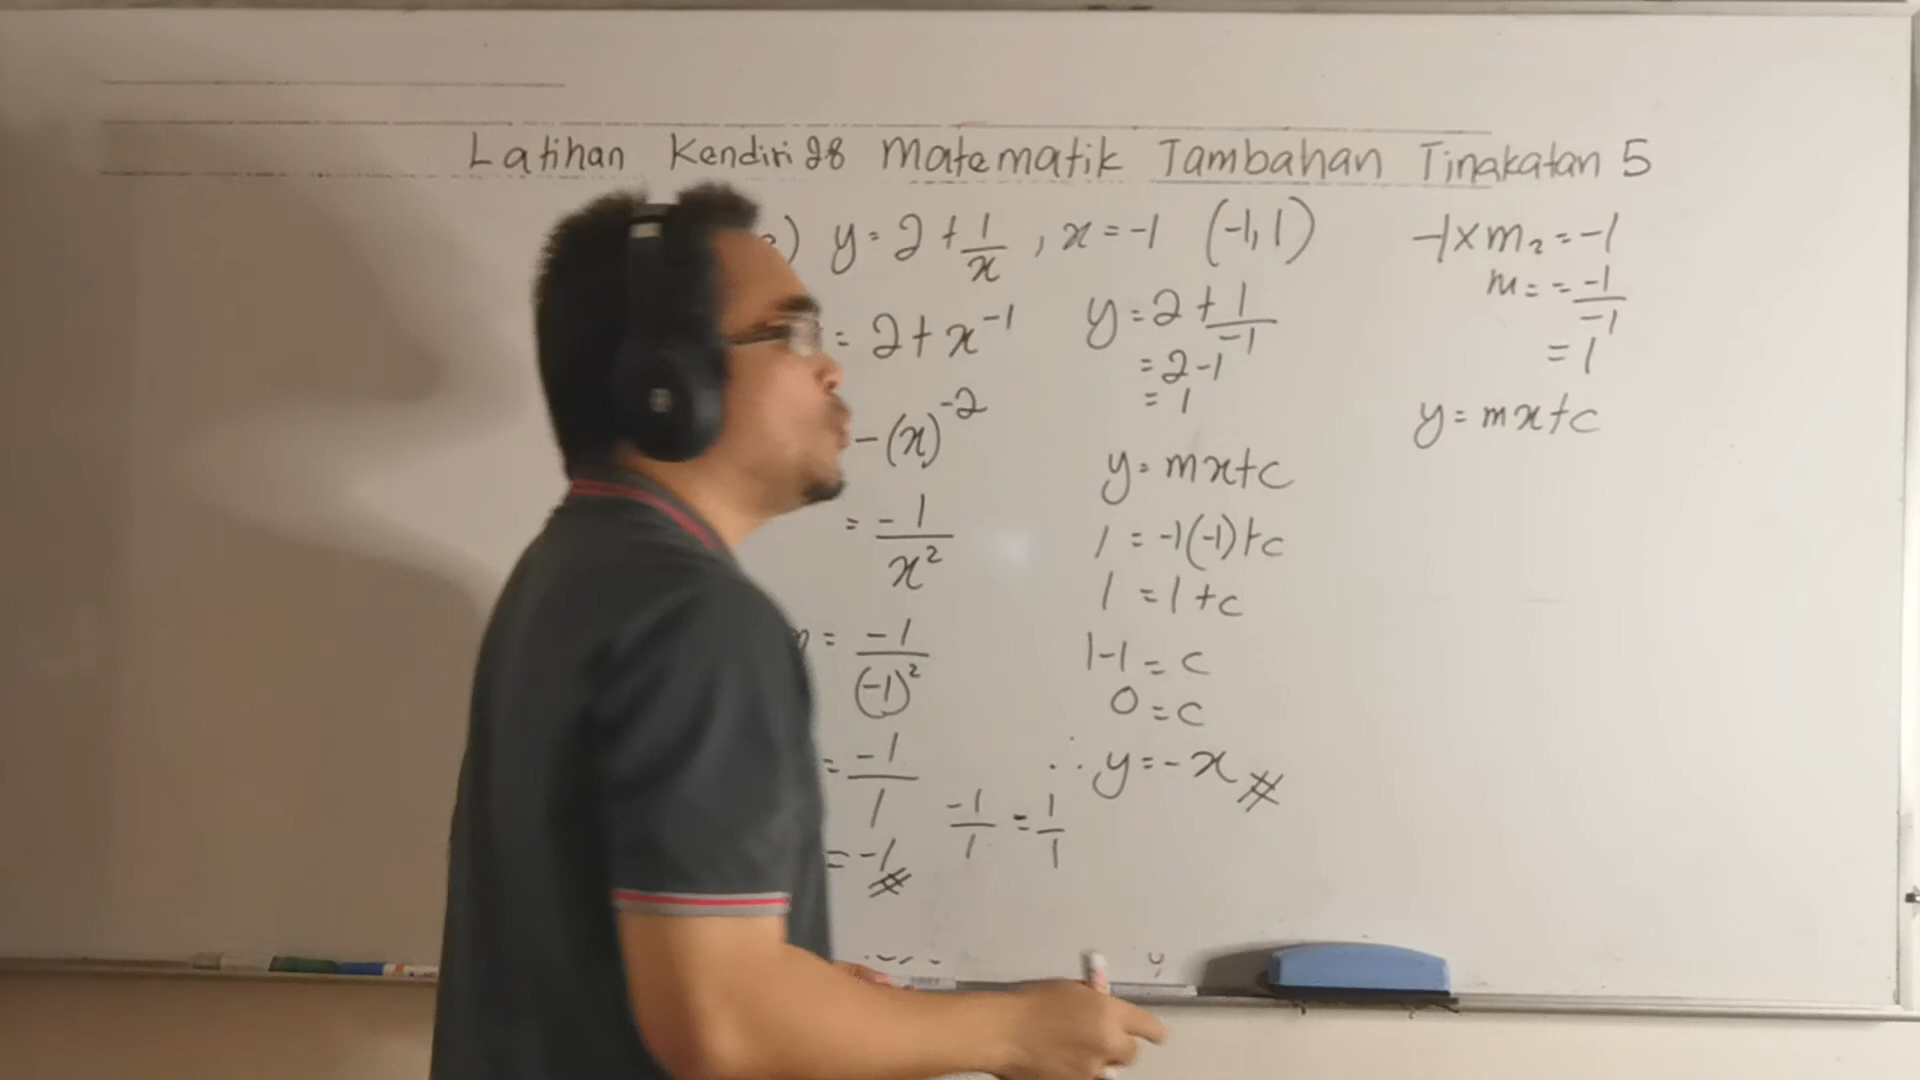 Latihan Kendiri 28 Matematik Tambahan Tinakatan 5
) y = 2 + 1/x , x = -1 (-1, 1)
= 2 + x^-1
-(x)^-2
= -1/x^2
= -1/(-1)^2
= -1/1
= -1 #
-1/1 = 1/1
y = 2 + 1/-1
= 2 - 1
= 1
y = mx + c
1 = -1(-1) + c
1 = 1 + c
1 - 1 = c
0 = c
∴ y = -x #
-1 × m₂ = -1
= -1/-1
= 1
y = mx + c